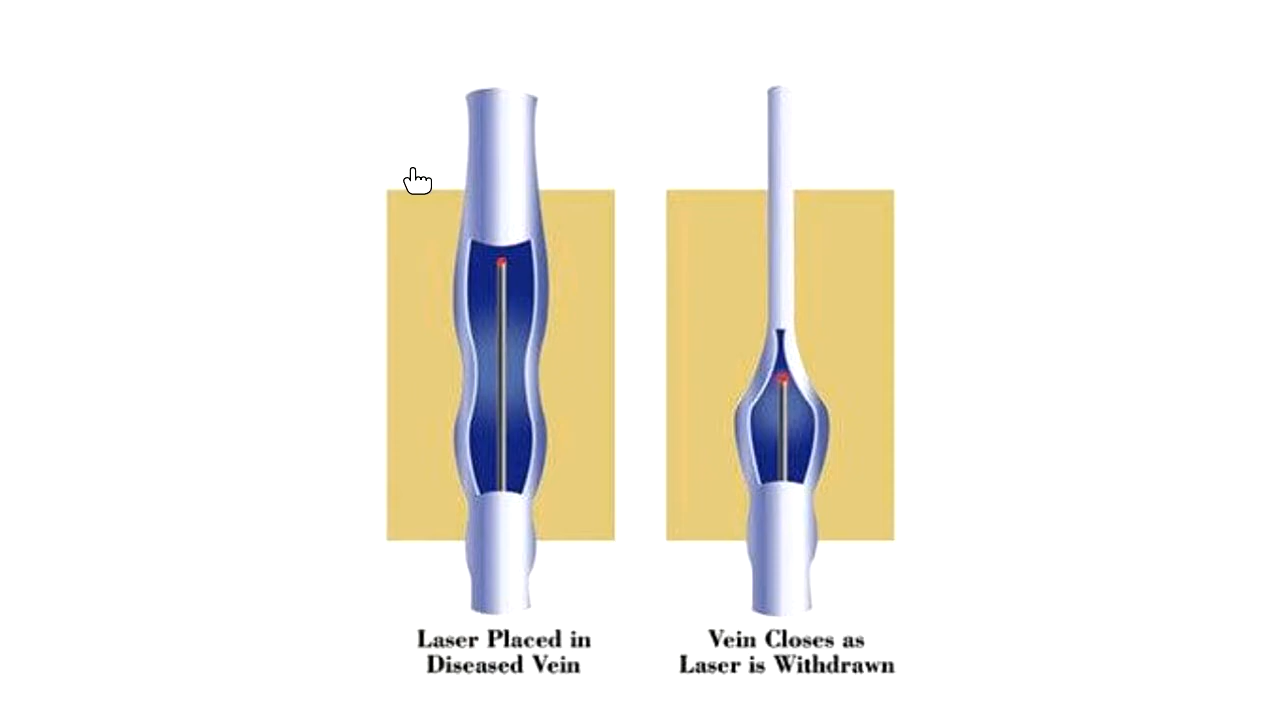 Laser Placed in
Diseased Vein
Vein Closes as
Laser is Withdrawn